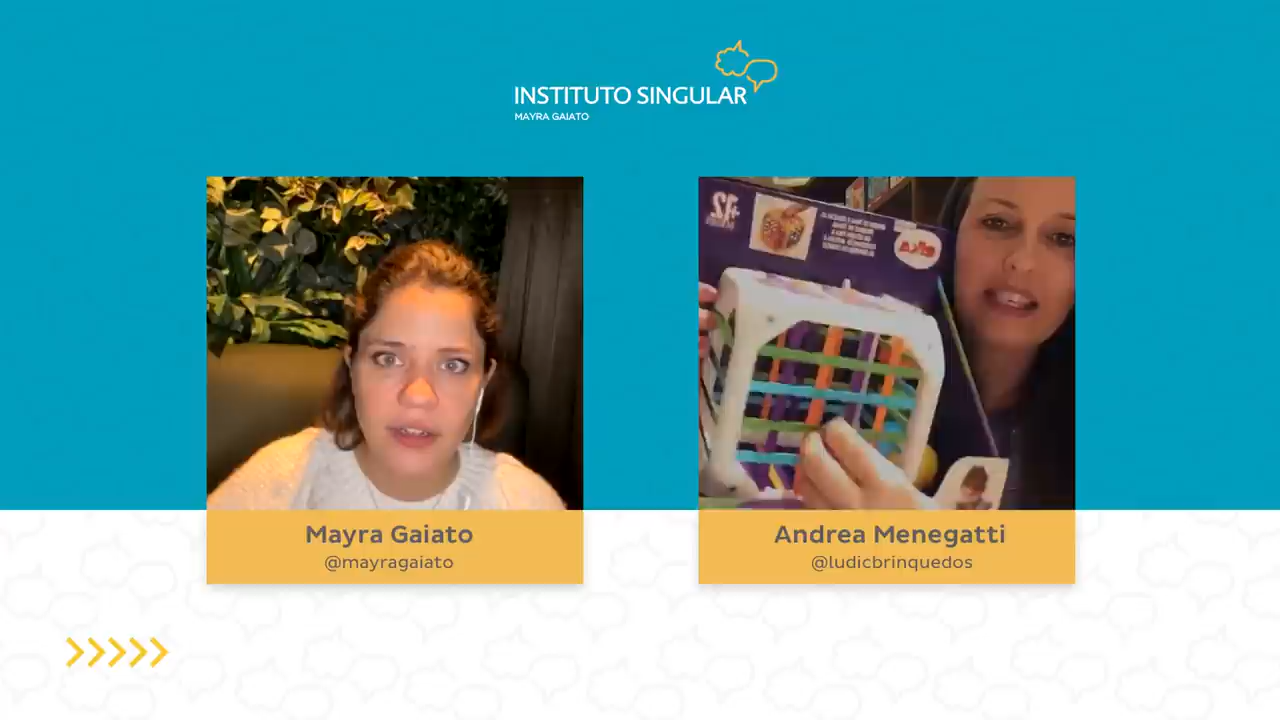 INSTITUTO SINGULAR
MAYRA GAIATO
Mayra Gaiato
@mayragaiato
Andrea Menegatti
@ludicbrinquedos